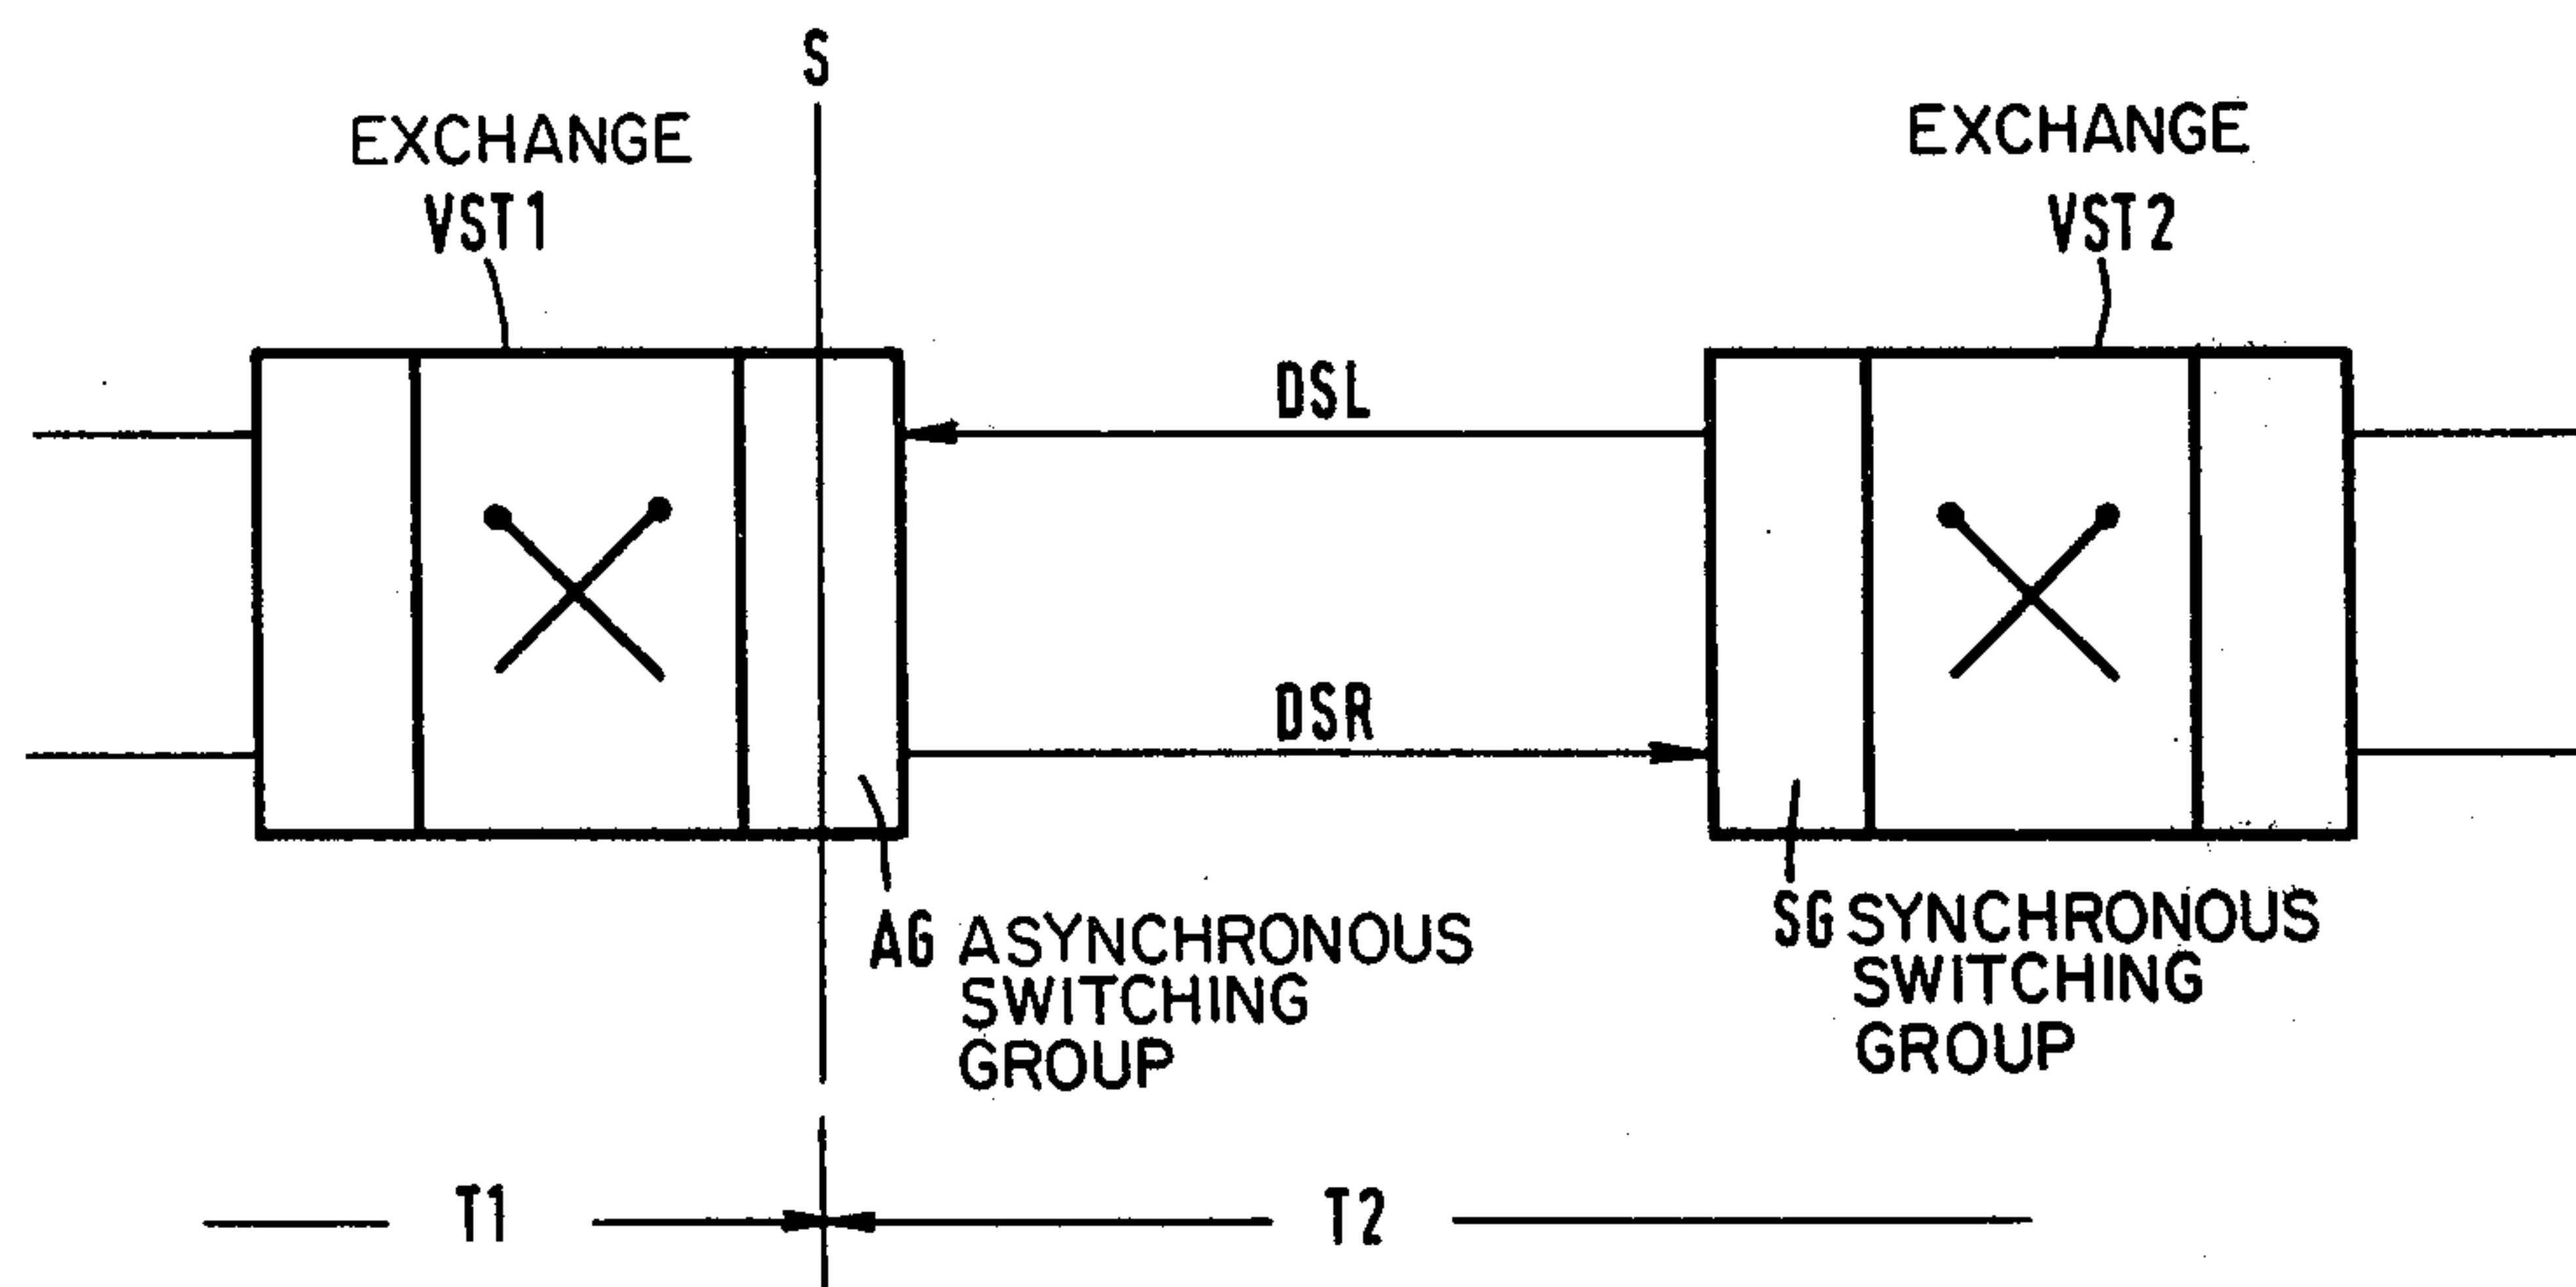 S
EXCHANGE
VST1
EXCHANGE
VST2
DSL
DSR
AG ASYNCHRONOUS
SWITCHING
GROUP
SG SYNCHRONOUS
SWITCHING
GROUP
T1
T2